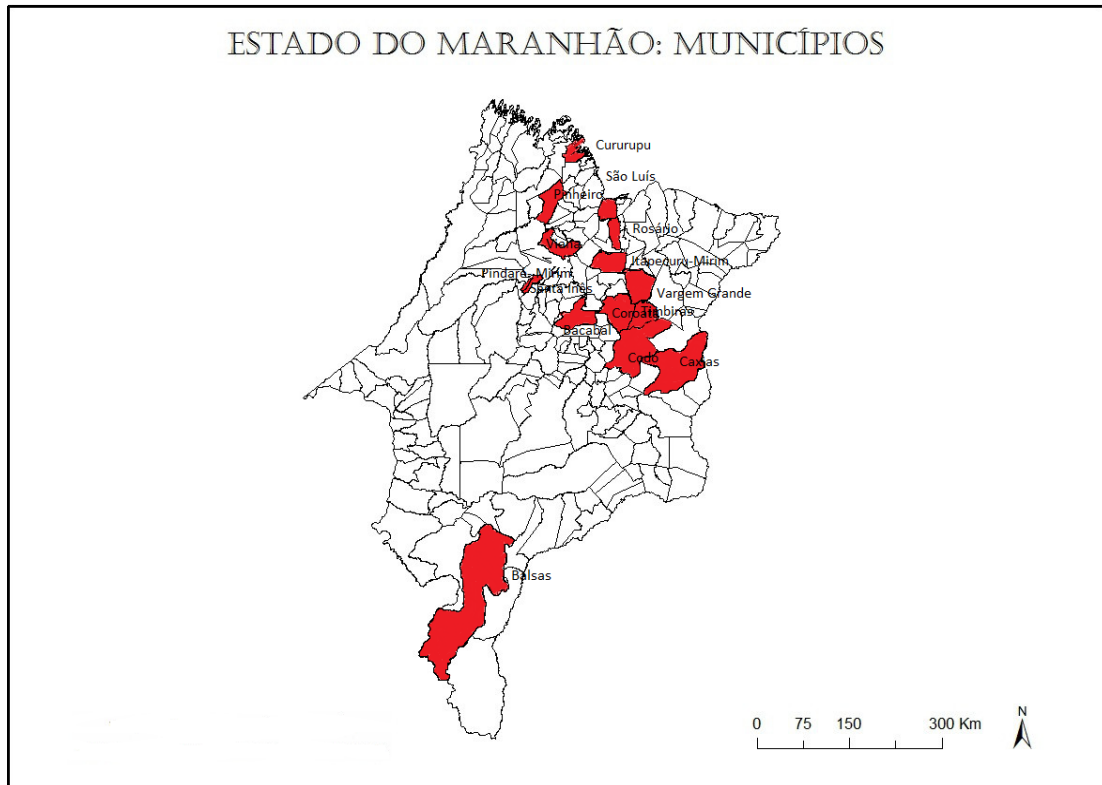 ESTADO DO MARANHÃO: MUNICÍPIOS
Cururupu
São Luís
Pinheiro
Rosário
Viana
Itapecuru-Mirim
Pindaré- Mirim
Santa Inês
Vargem Grande
Coroatá
Timbiras
Bacabal
Codó
Caxias
Balsas
N
0 75 150 300 Km